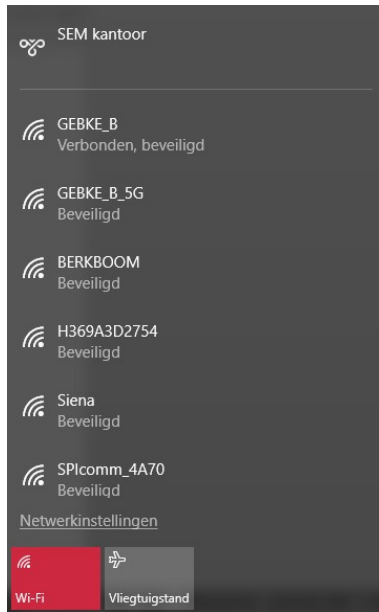 SEM kantoor
GEBKE_B
Verbonden, beveiligd
GEBKE_B_5G
Beveiligd
BERKBOOM
Beveiligd
H369A3D2754
Beveiligd
Siena
Beveiligd
SPIcomm_4A70
Beveiligd
Netwerkinstellingen
Wi-Fi
Vliegtuigstand